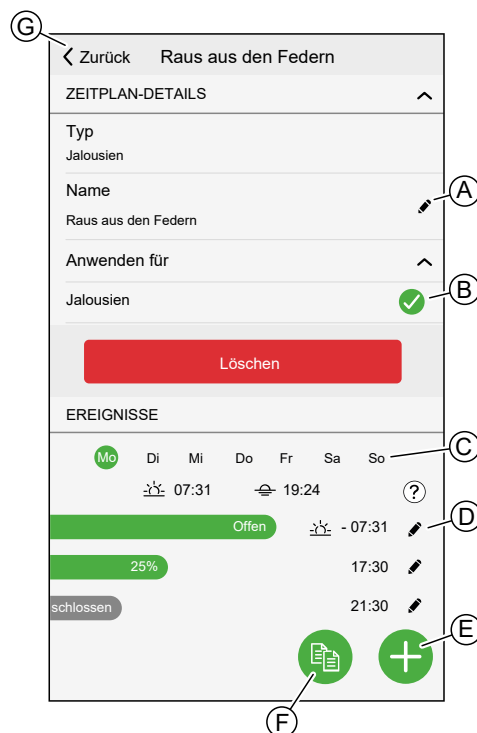 G
Zurück Raus aus den Federn
ZEITPLAN-DETAILS
Typ
Jalousien
Name
A
Raus aus den Federn
Anwenden für
Jalousien
B
Löschen
EREIGNISSE
Mo Di Mi Do Fr Sa So
C
07:31 19:24 ?
Offen - 07:31
D
25% 17:30
schlossen 21:30
E
F